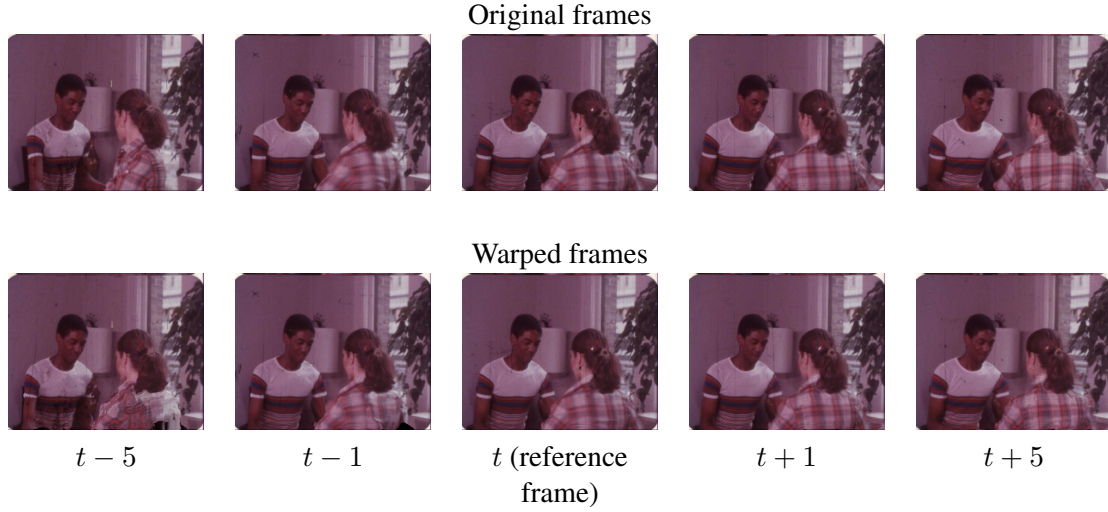 Original frames
Warped frames
t − 5
t − 1
t (reference
frame)
t + 1
t + 5